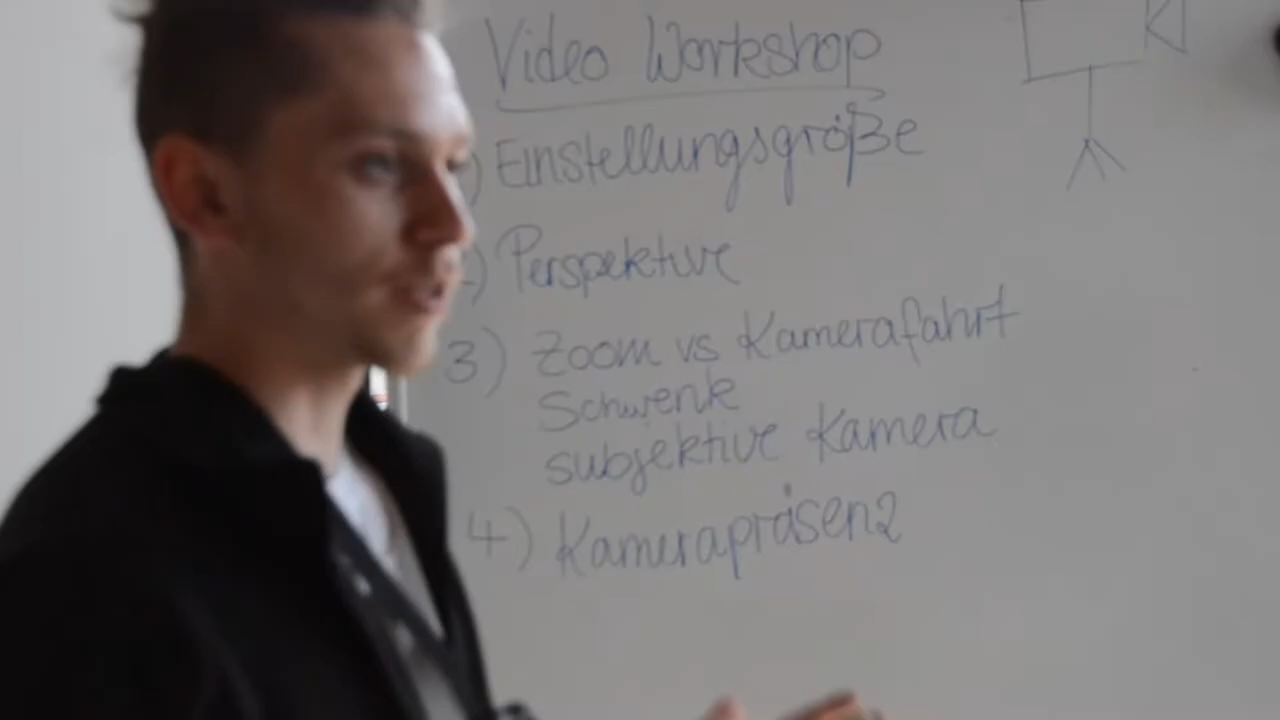 Video Workshop
) Einstellungsgröße
) Perspektive
3) Zoom vs Kamerafahrt
Schwenk
subjektive Kamera
4) Kamerapräsenz